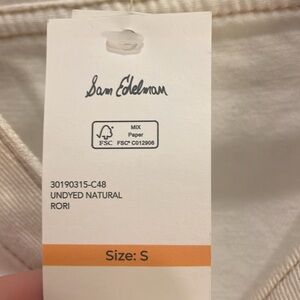 Sam Edelman
MIX
Paper
FSC FSC® C012908
30190315-C48
UNDYED NATURAL
RORI
Size: S